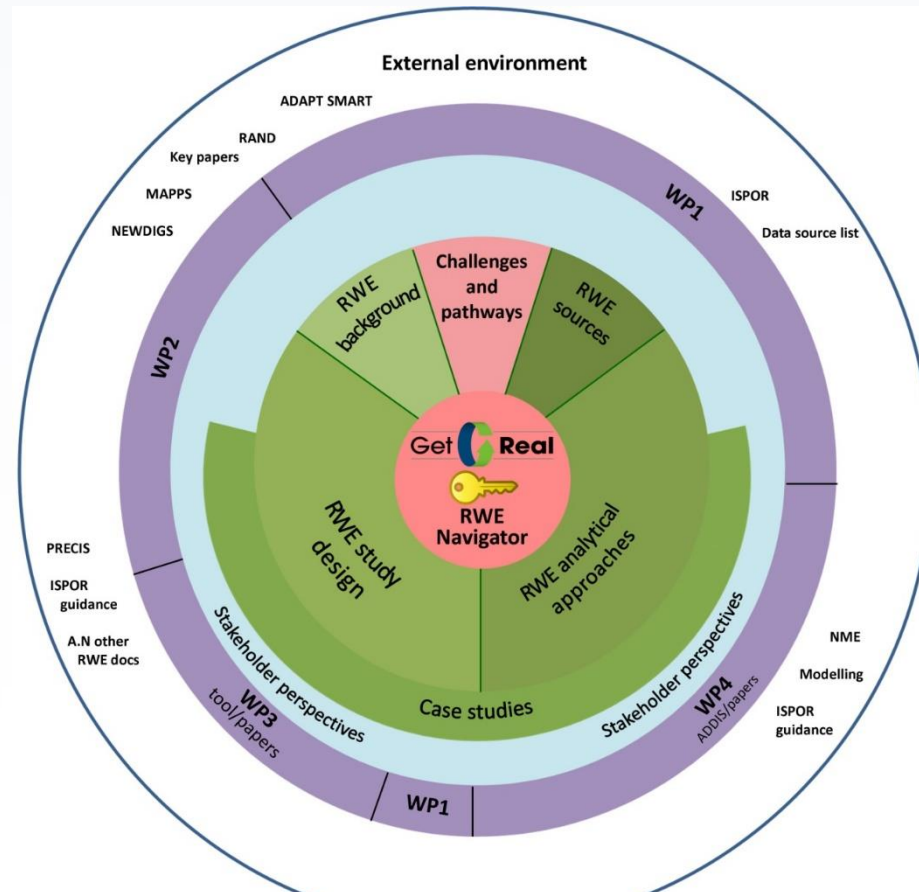 External environment
ADAPT SMART
RAND
Key papers
MAPPS
NEWDIGS
WP1
ISPOR
Data source list
WP2
RWE
background
Challenges
and
pathways
RWE
sources
Get Real
RWE
Navigator
RWE study
design
RWE analytical
approaches
PRECIS
ISPOR
guidance
A.N other
RWE docs
Stakeholder perspectives
WP3
tool/papers
Case studies
Stakeholder perspectives
WP4
ADDIS/papers
NME
Modelling
ISPOR
guidance
WP1